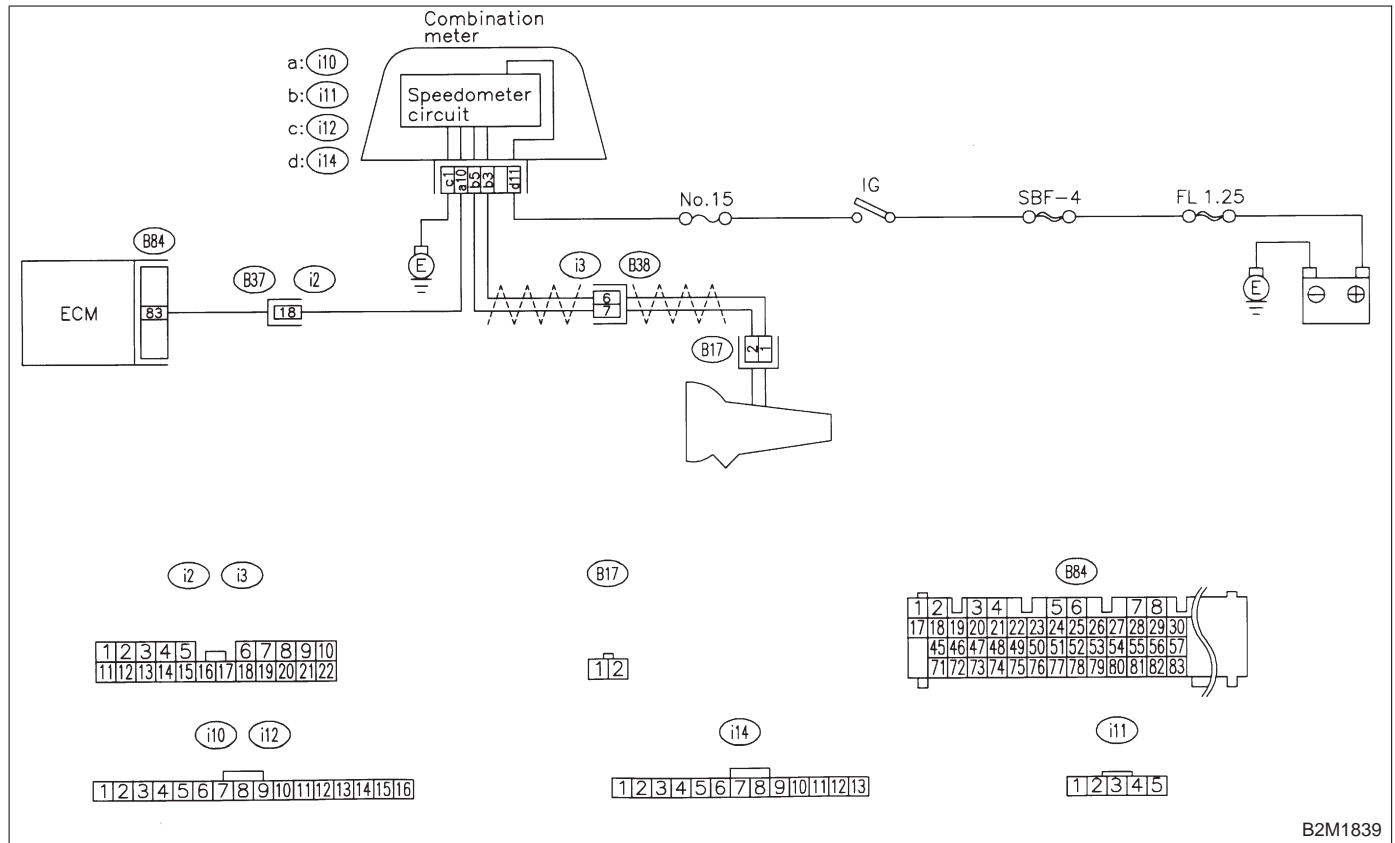 Combination
meter
a: i10
b: i11
c: i12
d: i14
Speedometer
circuit
c1 a10 b5 b3 d11
No.15
IG
SBF-4
FL 1.25
E
E
⊖ ⊕
B84
ECM
83
B37
i2
18
i3
B38
6
7
B17
2 1
i2 i3
1 2 3 4 5 6 7 8 9 10
11 12 13 14 15 16 17 18 19 20 21 22
B17
1 2
B84
1 2 3 4 5 6 7 8
17 18 19 20 21 22 23 24 25 26 27 28 29 30
45 46 47 48 49 50 51 52 53 54 55 56 57
71 72 73 74 75 76 77 78 79 80 81 82 83
i10 i12
1 2 3 4 5 6 7 8 9 10 11 12 13 14 15 16
i14
1 2 3 4 5 6 7 8 9 10 11 12 13
i11
1 2 3 4 5
B2M1839